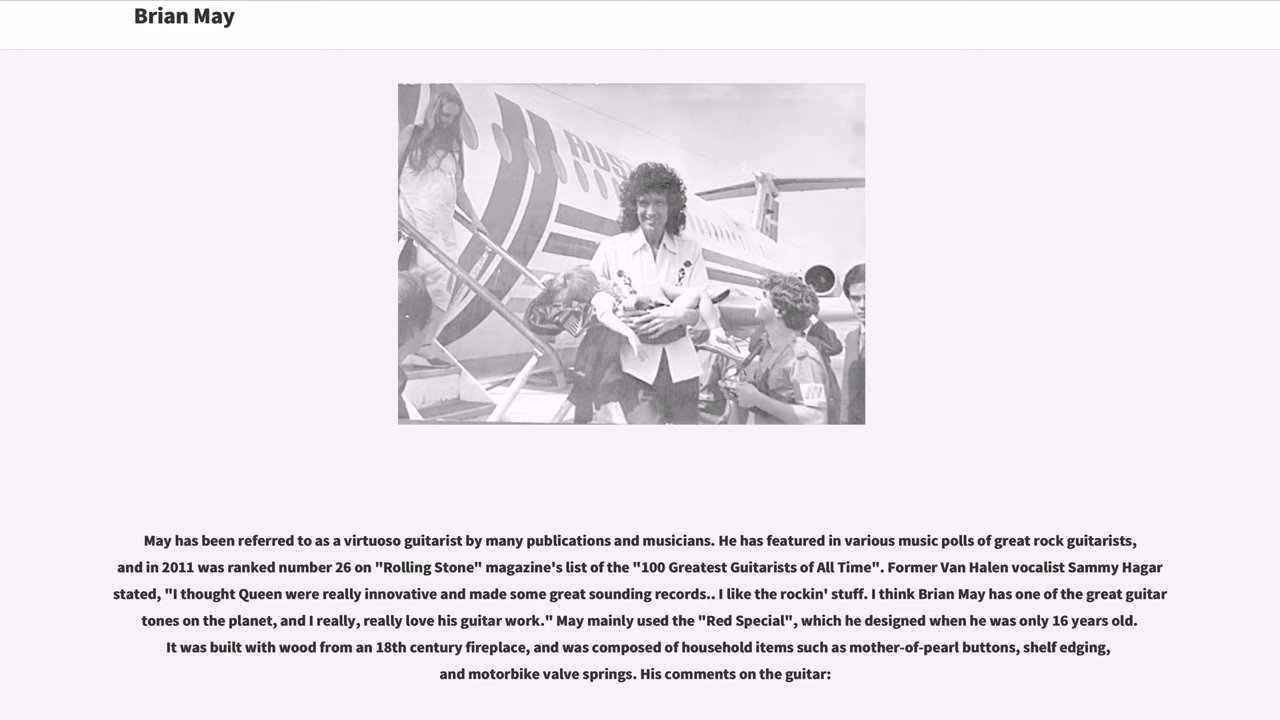 Brian May
AUS
May has been referred to as a virtuoso guitarist by many publications and musicians. He has featured in various music polls of great rock guitarists,
and in 2011 was ranked number 26 on "Rolling Stone" magazine's list of the "100 Greatest Guitarists of All Time". Former Van Halen vocalist Sammy Hagar
stated, "I thought Queen were really innovative and made some great sounding records.. I like the rockin' stuff. I think Brian May has one of the great guitar
tones on the planet, and I really, really love his guitar work." May mainly used the "Red Special", which he designed when he was only 16 years old.
It was built with wood from an 18th century fireplace, and was composed of household items such as mother-of-pearl buttons, shelf edging,
and motorbike valve springs. His comments on the guitar: